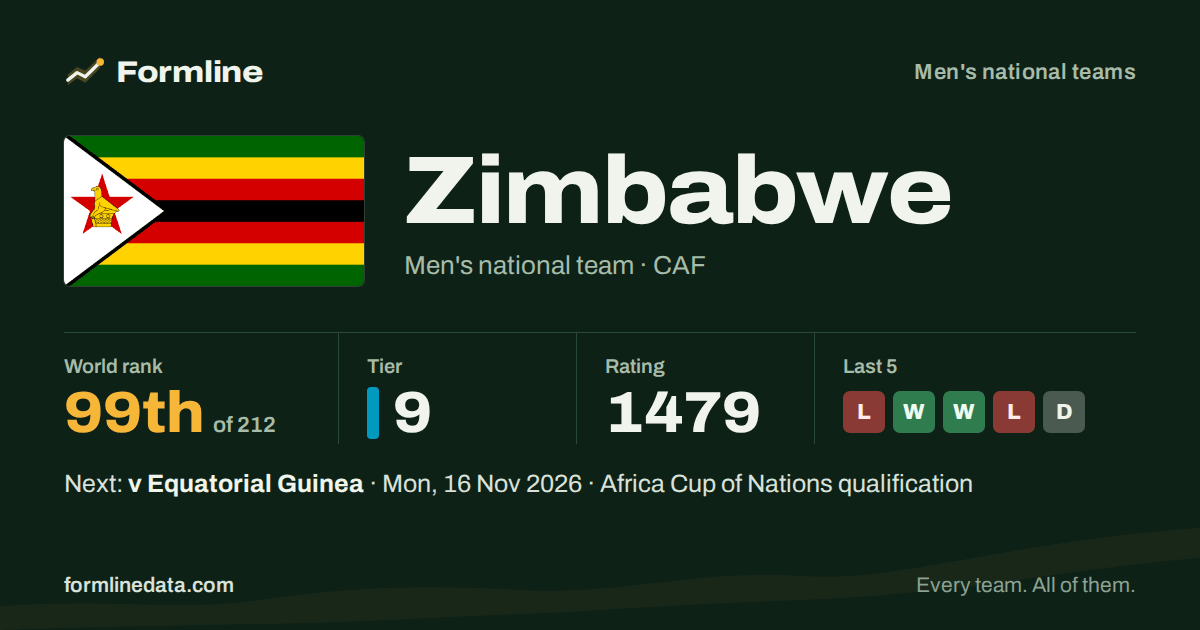 Formline
Men's national teams
Zimbabwe
Men's national team · CAF
World rank
99th of 212
Tier
9
Rating
1479
Last 5
L W W L D
Next: v Equatorial Guinea · Mon, 16 Nov 2026 · Africa Cup of Nations qualification
formlinedata.com
Every team. All of them.